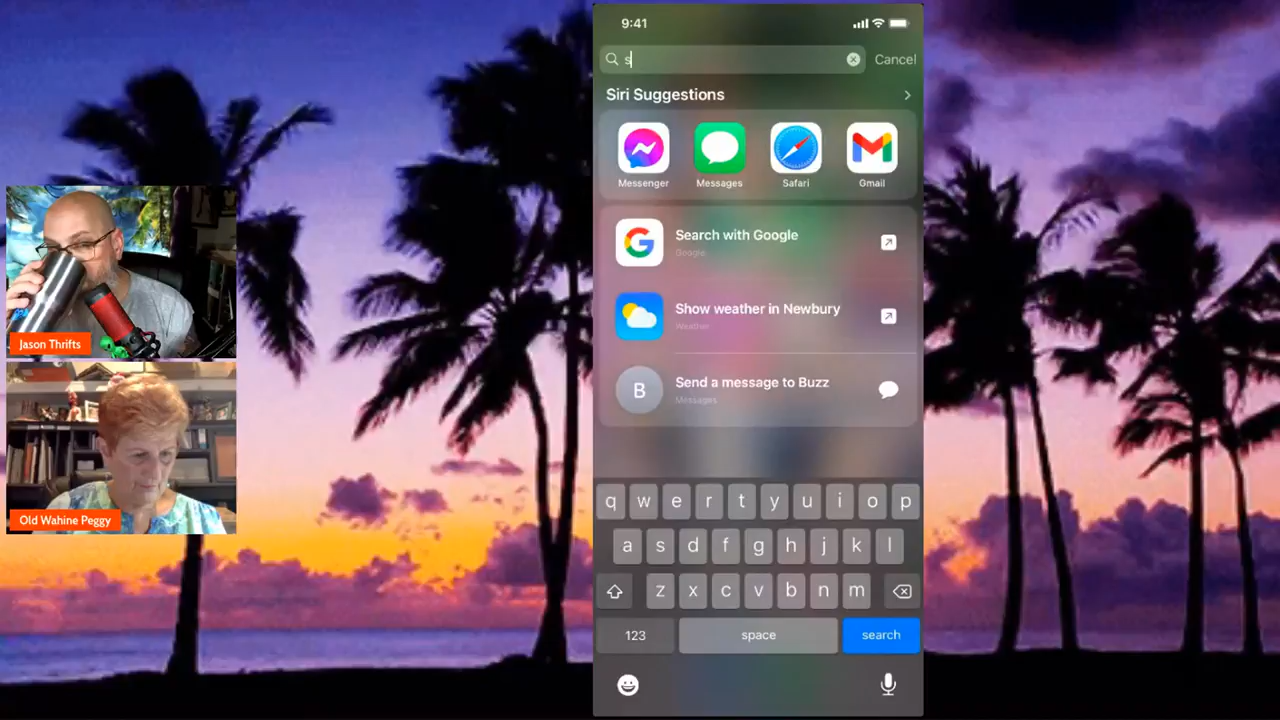 9:41
s
Cancel
Siri Suggestions
Messenger
Messages
Safari
Gmail
Search with Google
Google
Show weather in Newbury
Weather
B
Send a message to Buzz
Messages
q w e r t y u i o p
a s d f g h j k l
z x c v b n m
123
space
search
Jason Thrifts
Old Wahine Peggy